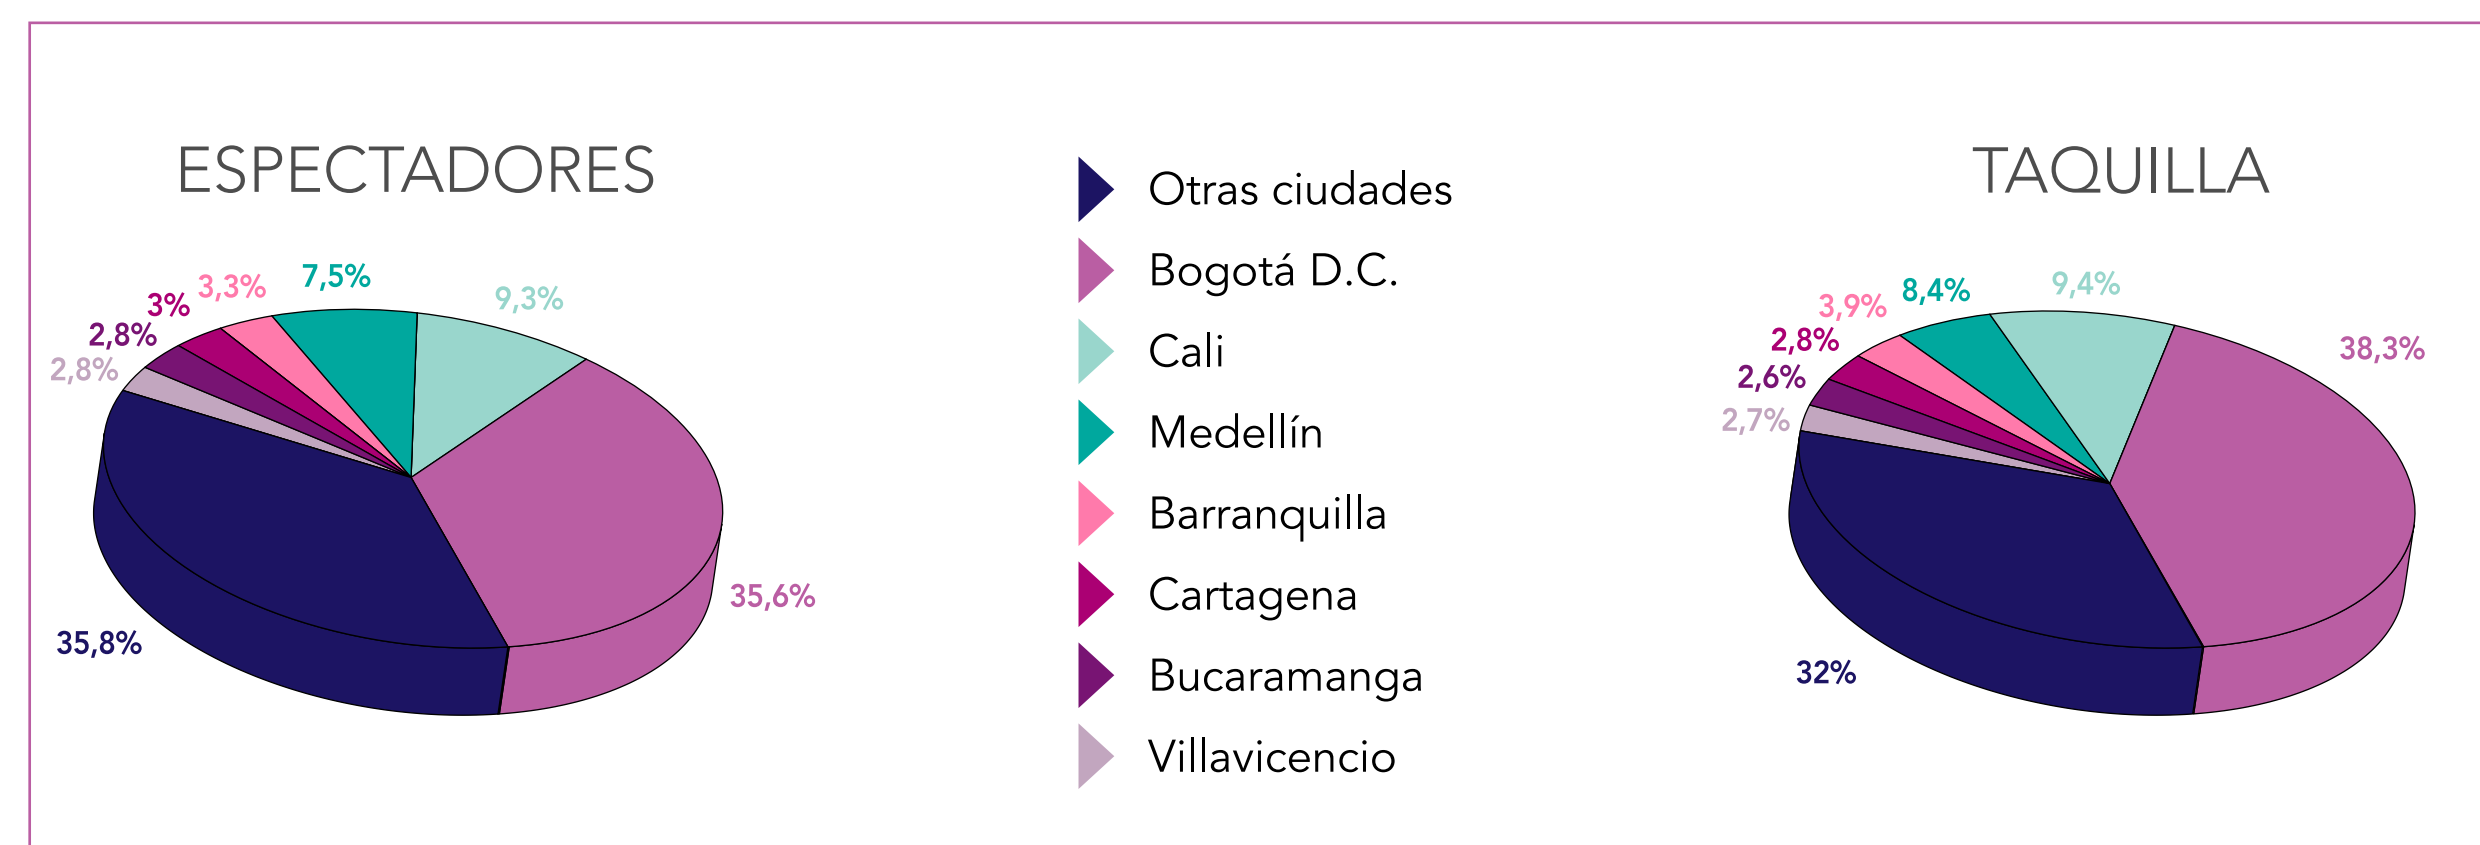 ESPECTADORES
7,5%
9,3%
3,3%
3%
2,8%
2,8%
35,6%
35,8%
Otras ciudades
Bogotá D.C.
Cali
Medellín
Barranquilla
Cartagena
Bucaramanga
Villavicencio
TAQUILLA
9,4%
8,4%
3,9%
38,3%
2,8%
2,6%
2,7%
32%